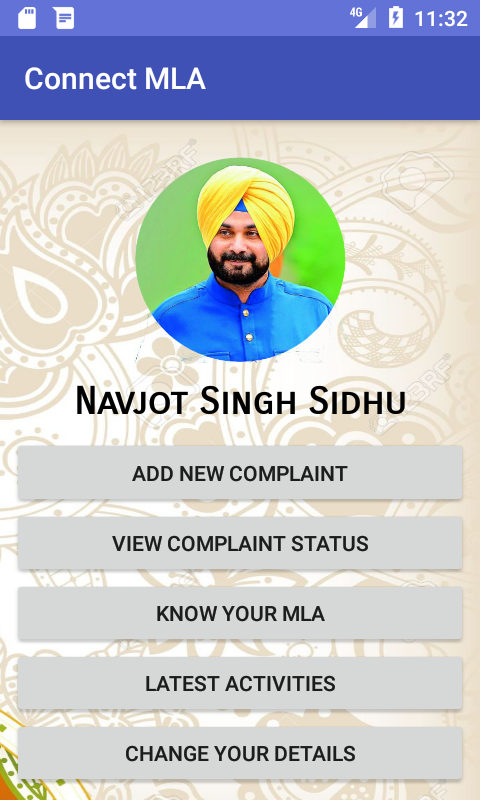 4G 11:32
Connect MLA
NAVJOT SINGH SIDHU
ADD NEW COMPLAINT
VIEW COMPLAINT STATUS
KNOW YOUR MLA
LATEST ACTIVITIES
CHANGE YOUR DETAILS